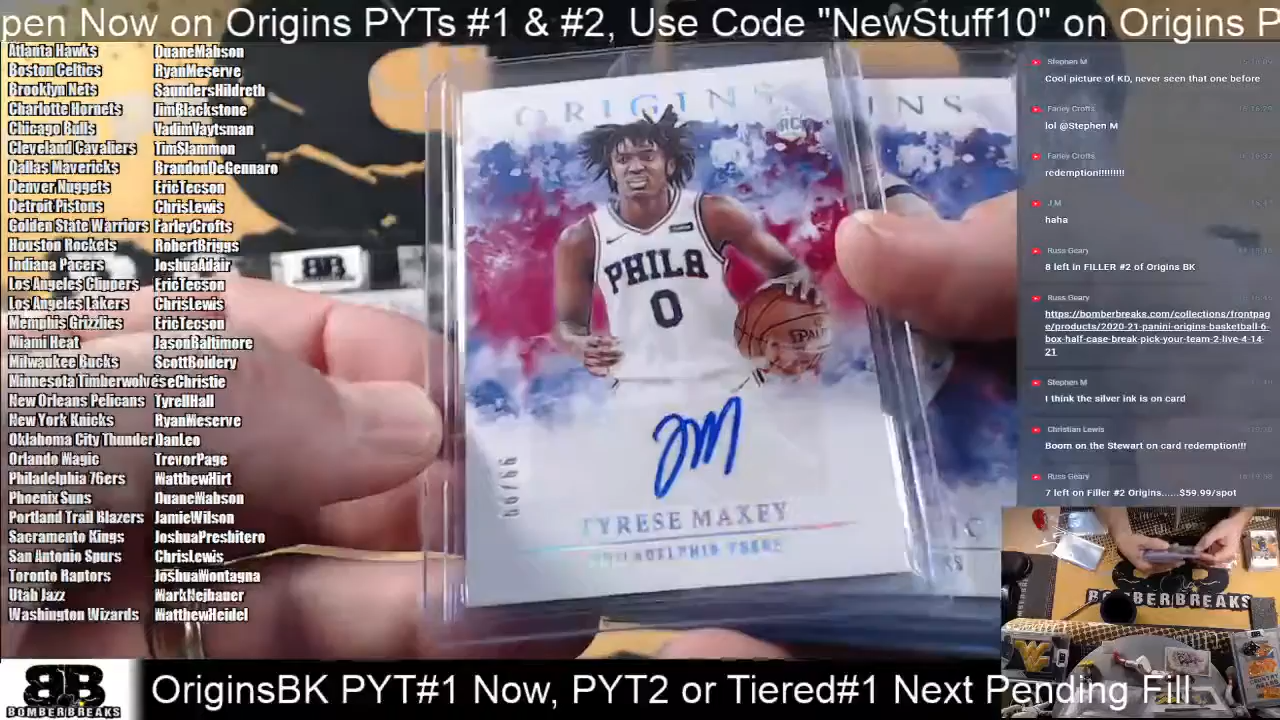 pen Now on Origins PYTs #1 & #2, Use Code "NewStuff10" on Origins P
Atlanta Hawks DuaneMabson
Boston Celtics RyanMeserve
Brooklyn Nets SaundersHildreth
Charlotte Hornets JimBlackstone
Chicago Bulls VadimVaytsman
Cleveland Cavaliers TimSlammon
Dallas Mavericks BrandonDeGennaro
Denver Nuggets EricTecson
Detroit Pistons ChrisLewis
Golden State Warriors FarleyCrofts
Houston Rockets RobertBriggs
Indiana Pacers JoshuaAdair
Los Angeles Clippers EricTecson
Los Angeles Lakers ChrisLewis
Memphis Grizzlies EricTecson
Miami Heat JasonBaltimore
Milwaukee Bucks ScottBoldery
Minnesota Timberwolves eChristie
New Orleans Pelicans TyrellHall
New York Knicks RyanMeserve
Oklahoma City Thunder DanLeo
Orlando Magic TrevorPage
Philadelphia 76ers MatthewHirt
Phoenix Suns DuaneWabson
Portland Trail Blazers JamieWilson
Sacramento Kings JoshuaPresbitero
San Antonio Spurs ChrisLewis
Toronto Raptors JoshuaMontagna
Utah Jazz MarkNejbauer
Washington Wizards MatthewHeidel
ORIGINS
INS
RC
PHILA
0
SPALD
TYRESE MAXEY
PHILADELPHIA 76ERS
BB
Stephen M
Cool picture of KD, never seen that one before
Farley Crofts
lol @Stephen M
Farley Crofts
redemption!!!!!!!!!
J.M
haha
Russ Geary
8 left in FILLER #2 of Origins BK
Russ Geary
https://bomberbreaks.com/collections/frontpag
e/products/2020-21-panini-origins-basketball-6-
box-half-case-break-pick-your-team-2-live-4-14-
21
Stephen M
I think the silver ink is on card
Christian Lewis
Boom on the Stewart on card redemption!!!
Russ Geary
7 left on Filler #2 Origins......$59.99/spot
BOMBERBREAKS
BB
BOMBERBREAKS
OriginsBK PYT#1 Now, PYT2 or Tiered#1 Next Pending Fill